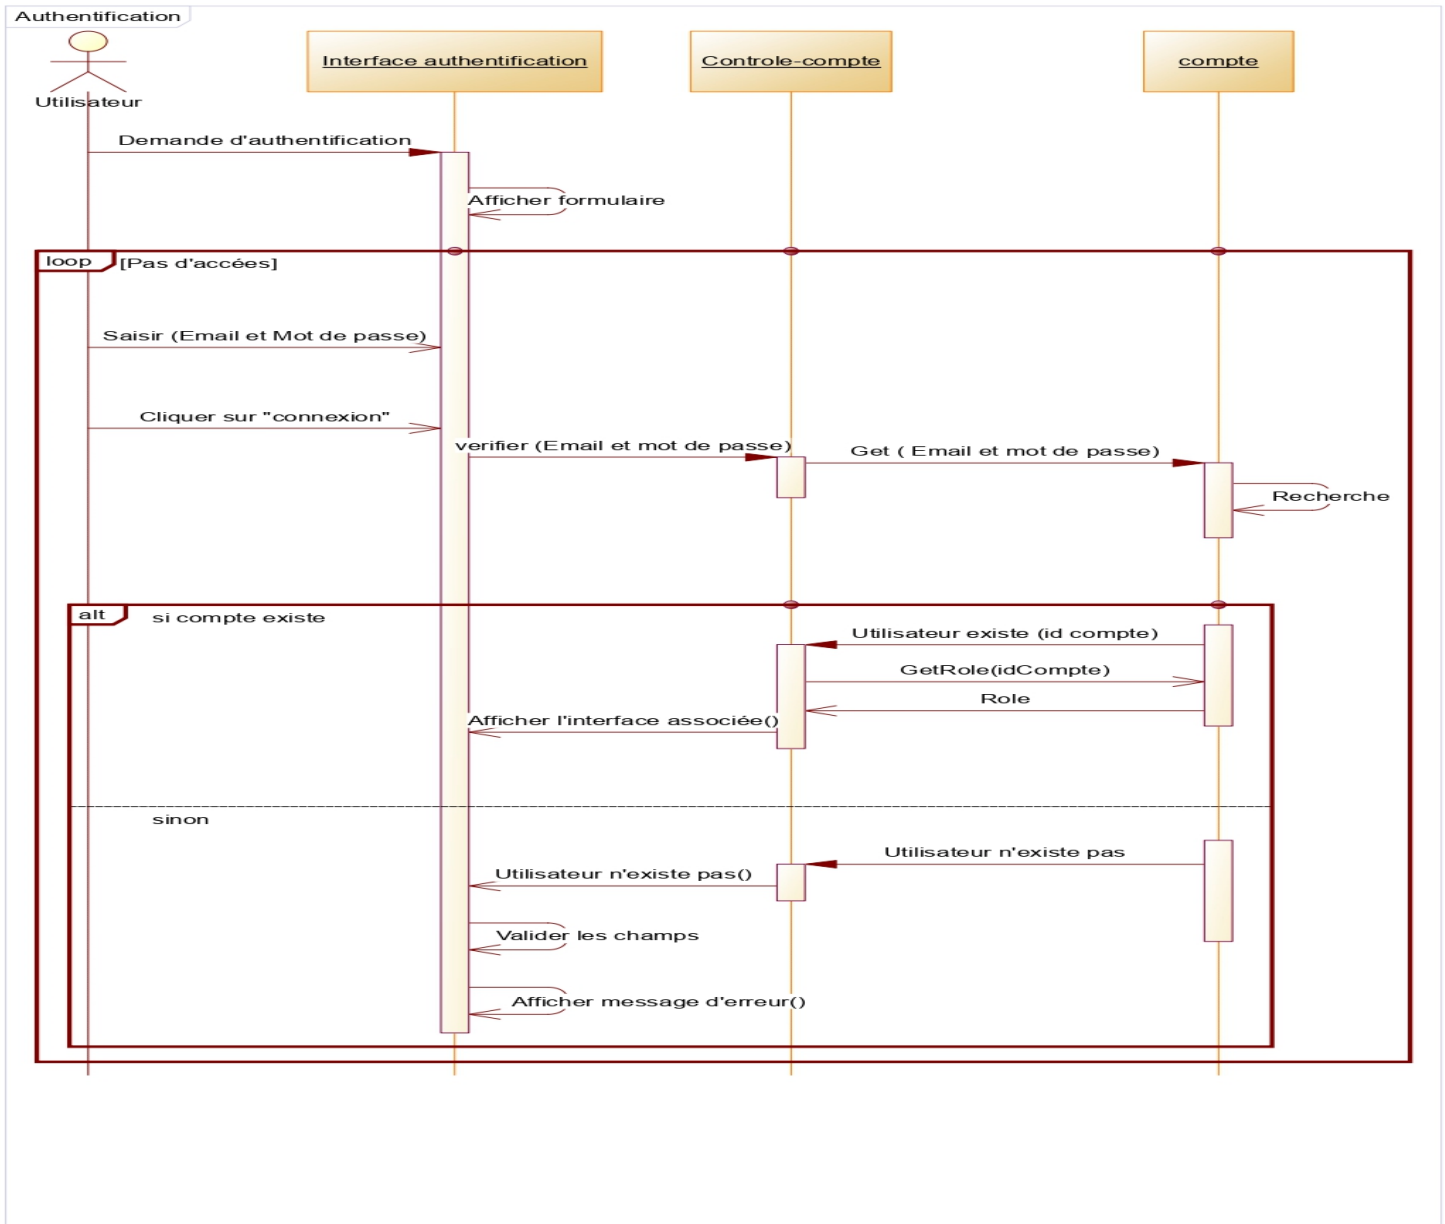 Authentification
Utilisateur
Interface authentification
Controle-compte
compte
Demande d'authentification
Afficher formulaire
loop
[Pas d'accées]
Saisir (Email et Mot de passe)
Cliquer sur "connexion"
verifier (Email et mot de passe)
Get ( Email et mot de passe)
Recherche
alt
si compte existe
Utilisateur existe (id compte)
GetRole(idCompte)
Role
Afficher l'interface associée()
sinon
Utilisateur n'existe pas
Utilisateur n'existe pas()
Valider les champs
Afficher message d'erreur()